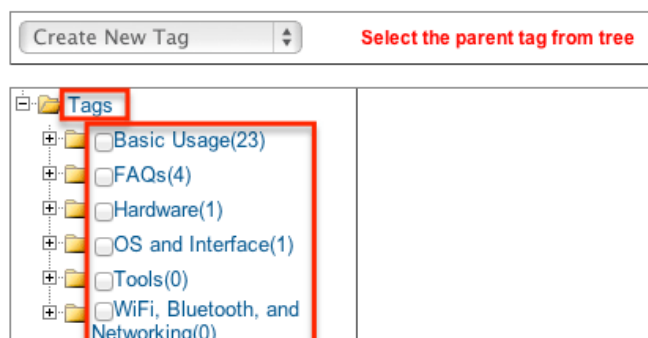 Create New Tag
Select the parent tag from tree
Tags
Basic Usage(23)
FAQs(4)
Hardware(1)
OS and Interface(1)
Tools(0)
WiFi, Bluetooth, and
Networking(0)